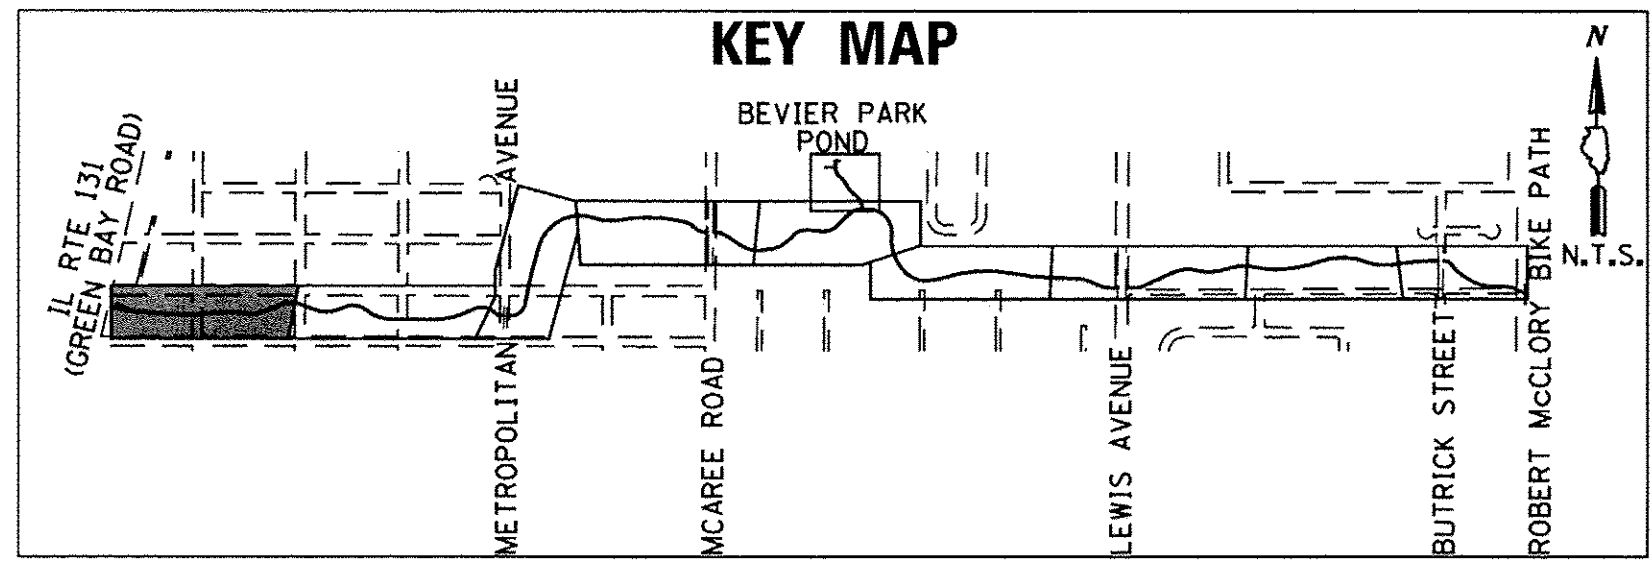 KEY MAP
N
N.T.S.
BEVIER PARK
POND
IL RTE 131
(GREEN BAY ROAD)
METROPOLITAN AVENUE
MCAREE ROAD
LEWIS AVENUE
BUTRICK STREET
ROBERT McCLORY BIKE PATH